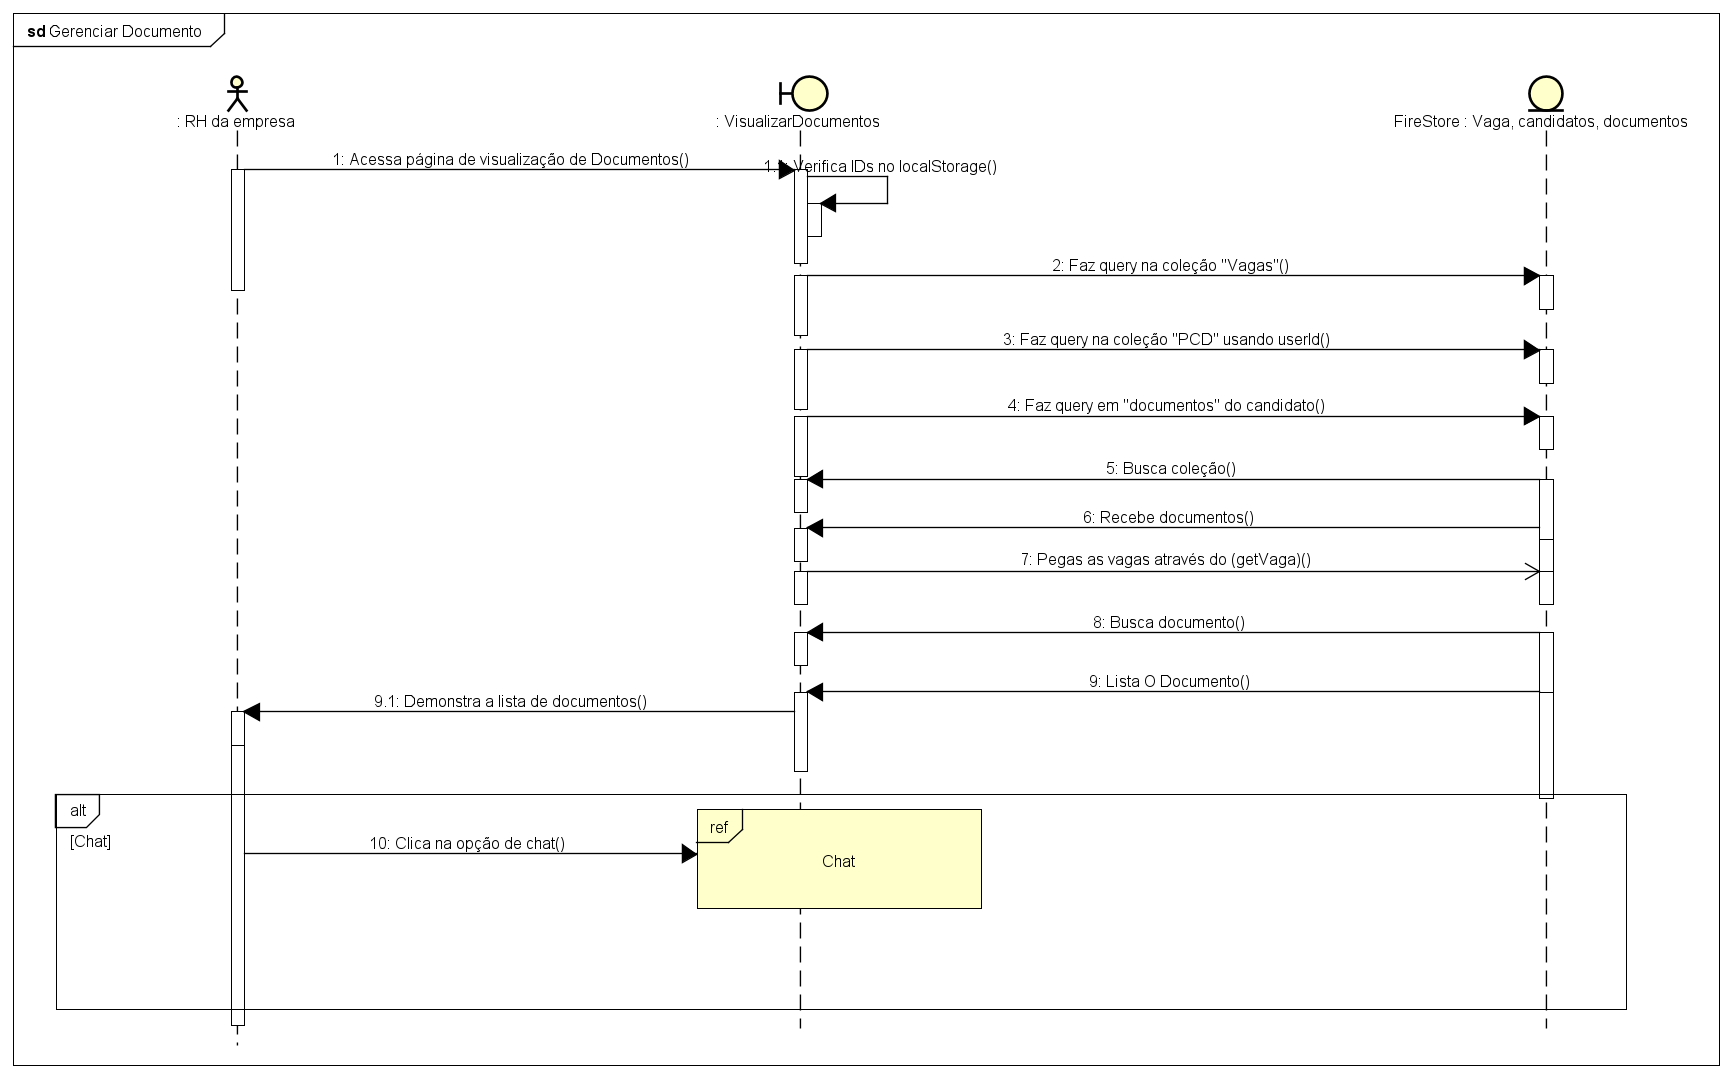 sd Gerenciar Documento
: RH da empresa
: VisualizarDocumentos
FireStore : Vaga, candidatos, documentos
1: Acessa página de visualização de Documentos()
1.1: Verifica IDs no localStorage()
2: Faz query na coleção "Vagas"()
3: Faz query na coleção "PCD" usando userId()
4: Faz query em "documentos" do candidato()
5: Busca coleção()
6: Recebe documentos()
7: Pegas as vagas através do (getVaga)()
8: Busca documento()
9: Lista O Documento()
9.1: Demonstra a lista de documentos()
alt
[Chat]
10: Clica na opção de chat()
ref
Chat